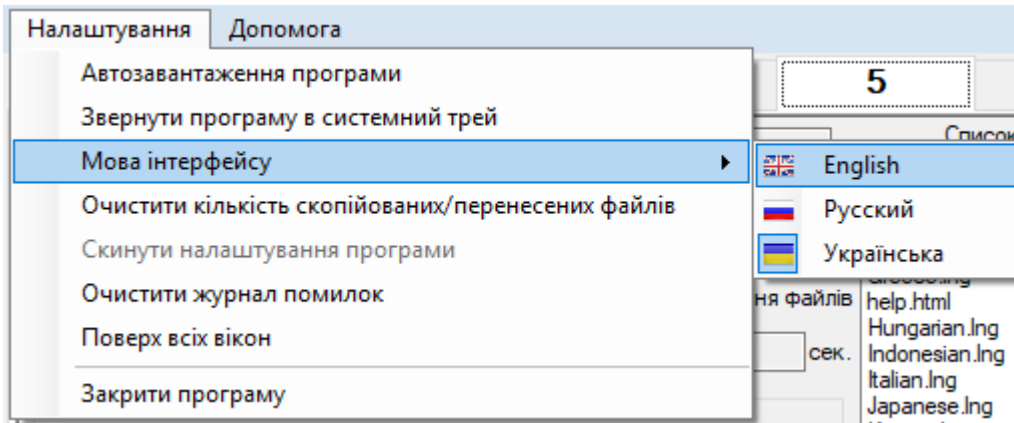 Налаштування Допомога
Автозавантаження програми
5
Звернути програму в системний трей
Список
Мова інтерфейсу
English
Очистити кількість скопійованих/перенесених файлів
Русский
Скинути налаштування програми
Українська
Очистити журнал помилок
ня файлів
help.html
Hungarian.lng
Поверх всіх вікон
сек.
Indonesian.lng
Italian.lng
Закрити програму
Japanese.lng